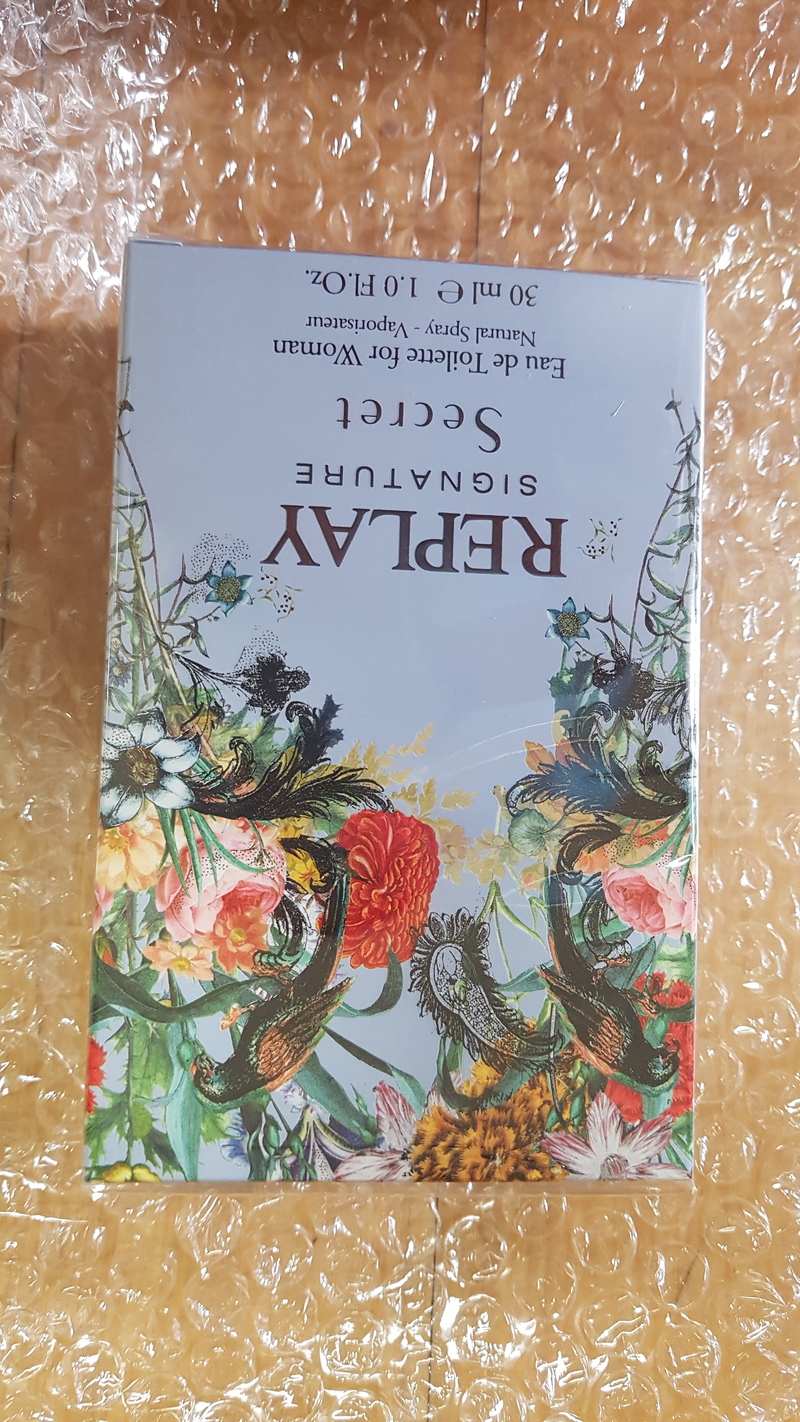 REPLAY
SIGNATURE
Secret
Eau de Toilette for Woman
Natural Spray - Vaporisateur
30 ml ℮ 1.0 Fl.Oz.